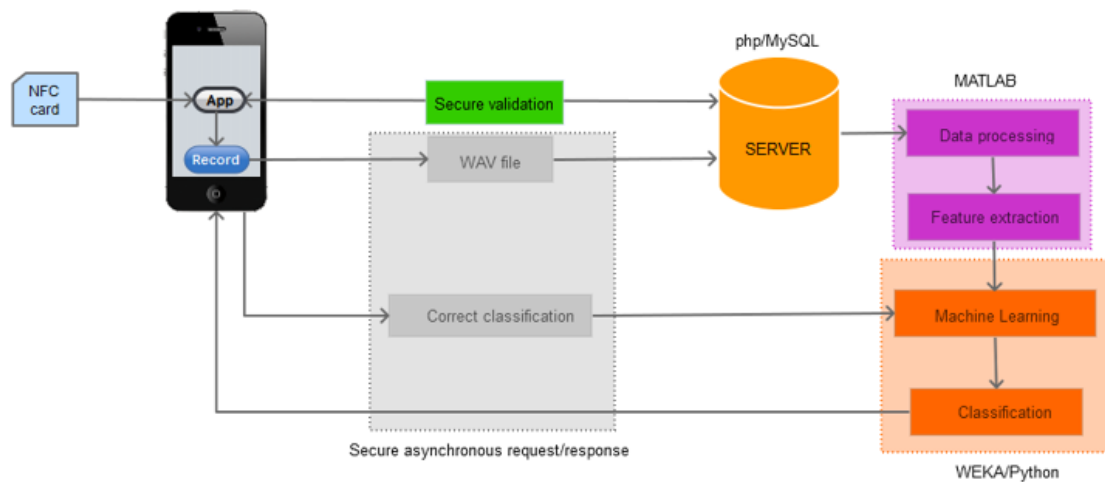 php/MySQL
NFC
card
App
Secure validation
MATLAB
Data processing
Record
WAV file
SERVER
Feature extraction
Correct classification
Machine Learning
Classification
Secure asynchronous request/response
WEKA/Python